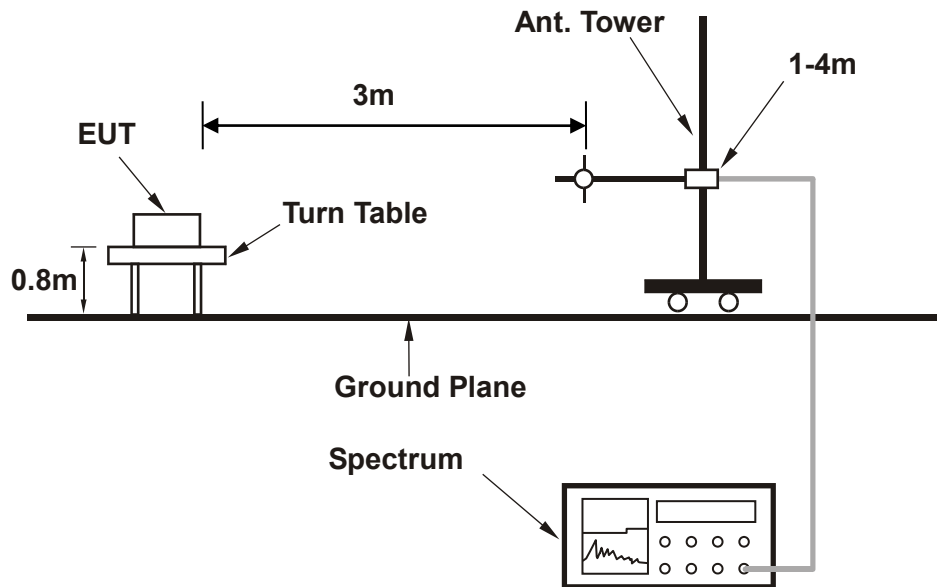 Ant. Tower
1-4m
3m
EUT
Turn Table
0.8m
Ground Plane
Spectrum